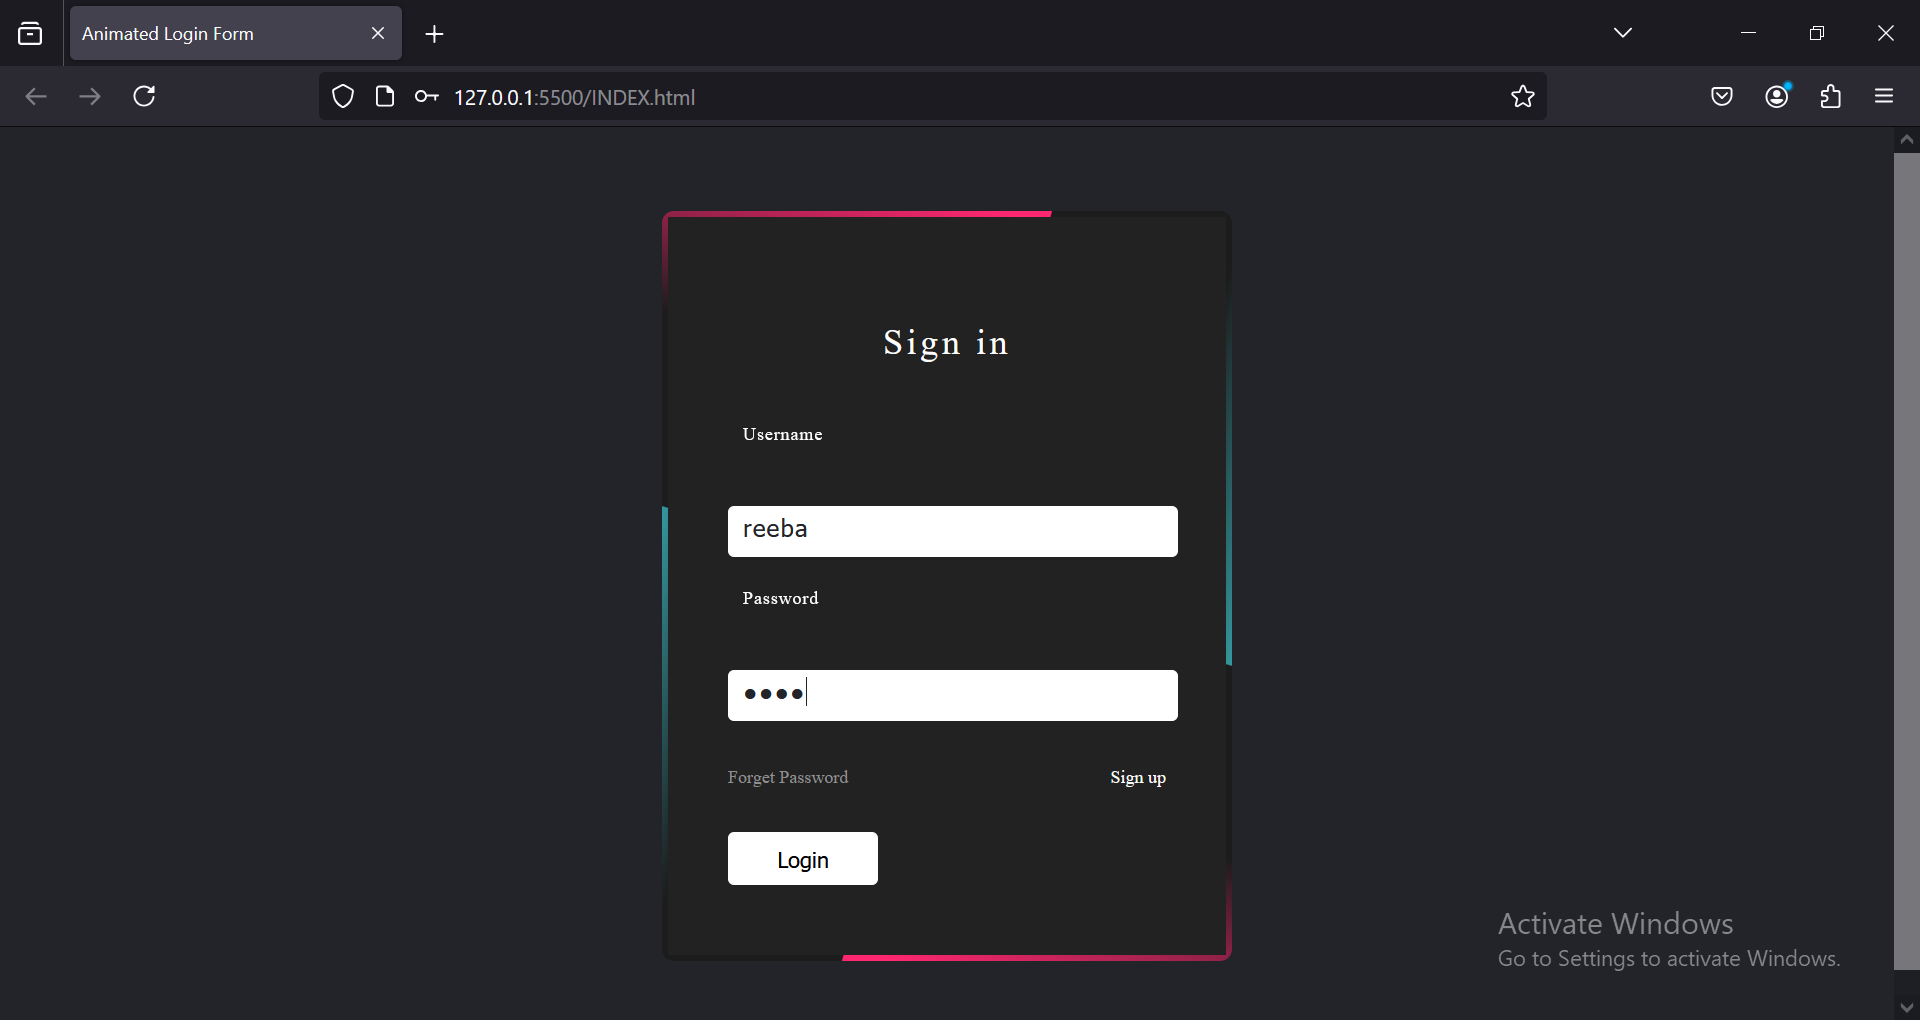 Animated Login Form
127.0.0.1:5500/INDEX.html
Sign in
Username
reeba
Password
••••
Forget Password Sign up
Login
Activate Windows
Go to Settings to activate Windows.